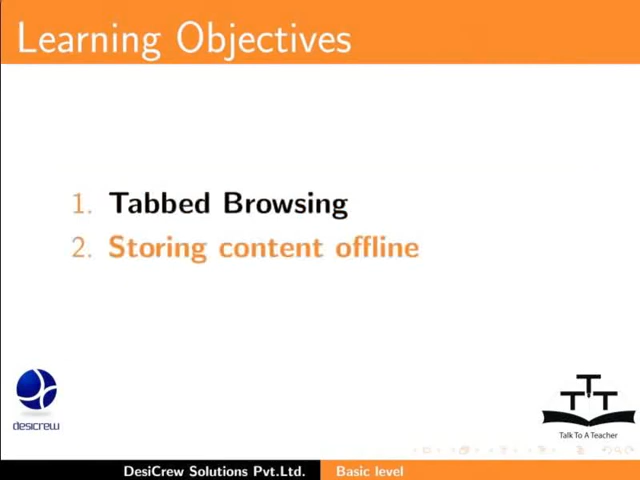 Learning Objectives
1. Tabbed Browsing
2. Storing content offline
desicrew
TTT
Talk To A Teacher
DesiCrew Solutions Pvt.Ltd. Basic level